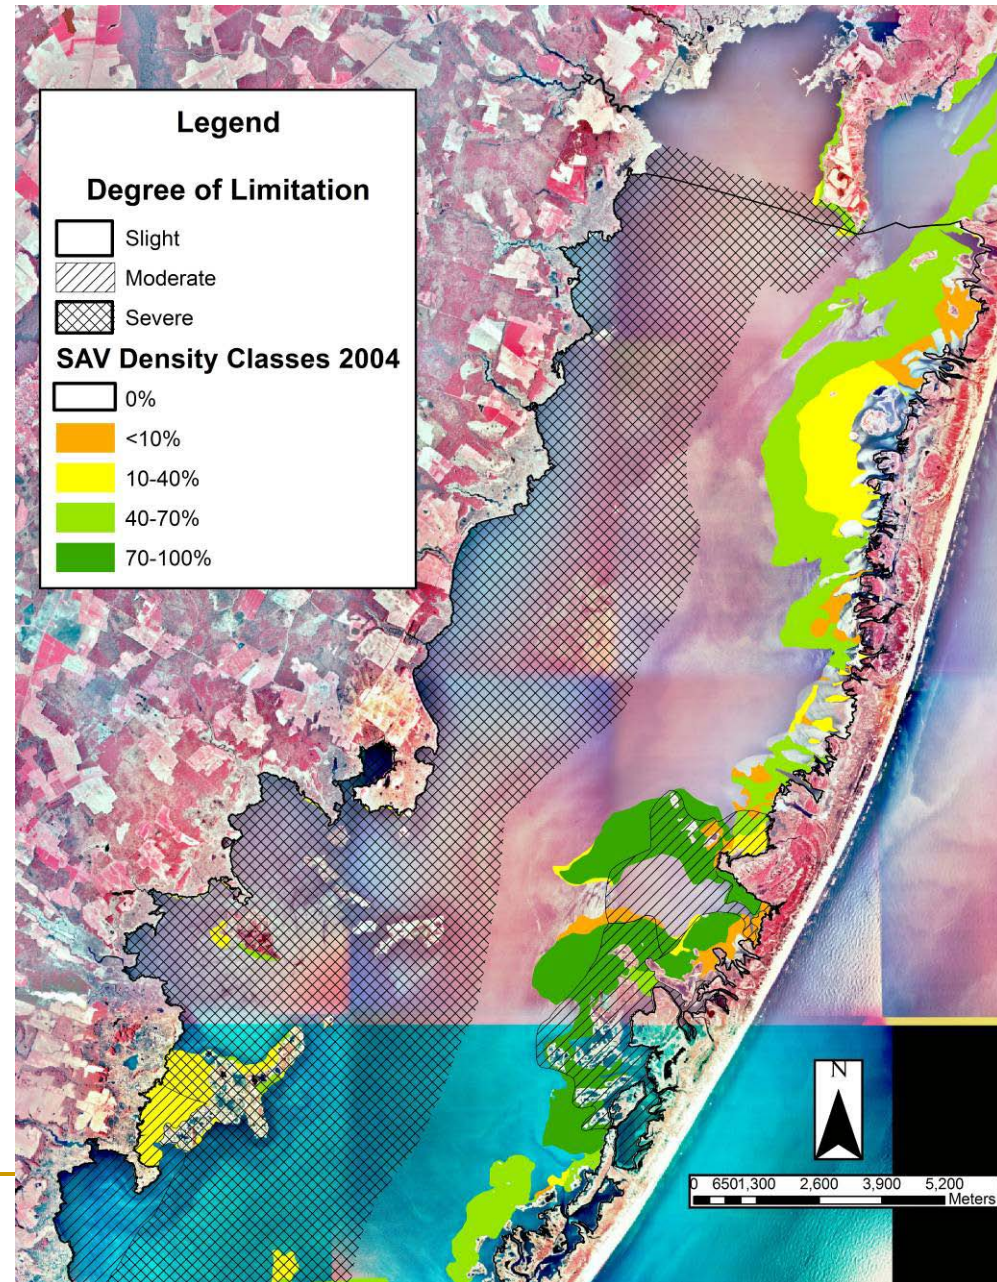 Legend
Degree of Limitation
Slight
Moderate
Severe
SAV Density Classes 2004
0%
<10%
10-40%
40-70%
70-100%
N
0 6501,300 2,600 3,900 5,200
Meters